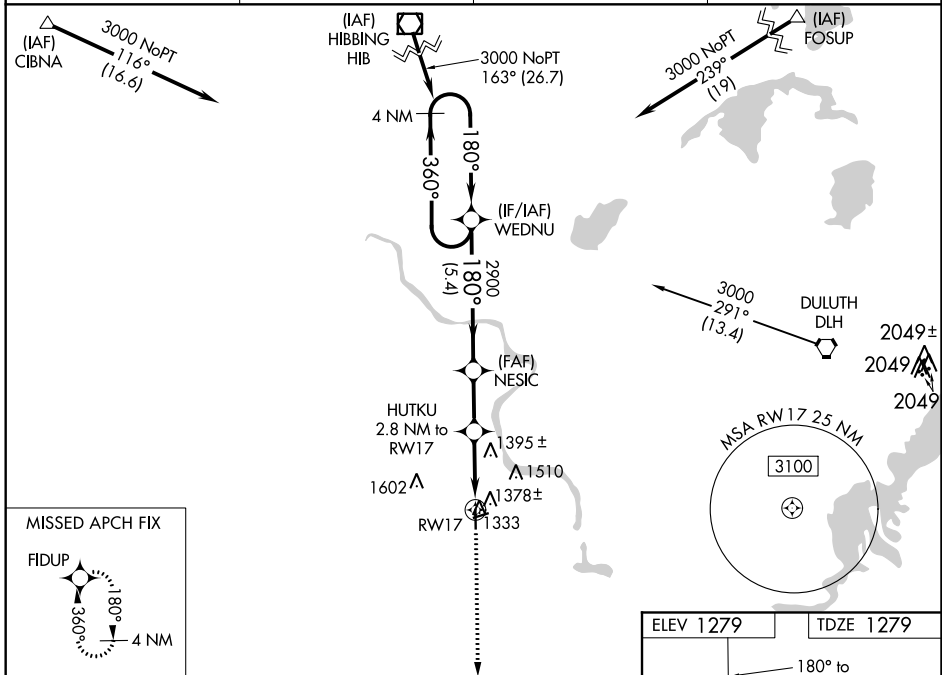 (IAF)
CIBNA
3000 NoPT
116°
(16.6)
(IAF)
HIBBING
HIB
3000 NoPT
163° (26.7)
(IAF)
FOSUP
3000 NoPT
239°
(19)
4 NM
180°
360°
(IF/IAF)
WEDNU
2900
180°
(5.4)
3000
291°
(13.4)
DULUTH
DLH
2049±
2049
2049
(FAF)
NESIC
HUTKU
2.8 NM to
RW17
1395±
1510
1602
1378±
RW17
1333
MSA RW17 25 NM
3100
MISSED APCH FIX
FIDUP
180°
360°
4 NM
ELEV 1279
TDZE 1279
180° to